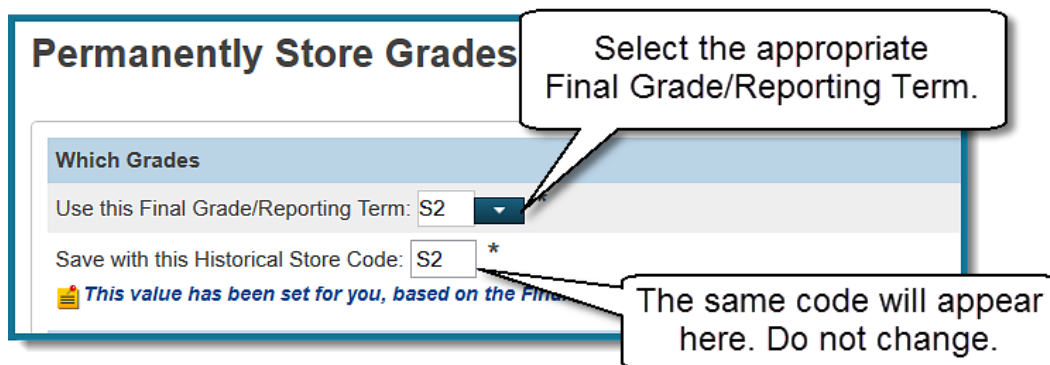 Permanently Store Grades
Select the appropriate
Final Grade/Reporting Term.
Which Grades
Use this Final Grade/Reporting Term: S2 *
Save with this Historical Store Code: S2 *
This value has been set for you, based on the
The same code will appear
here. Do not change.